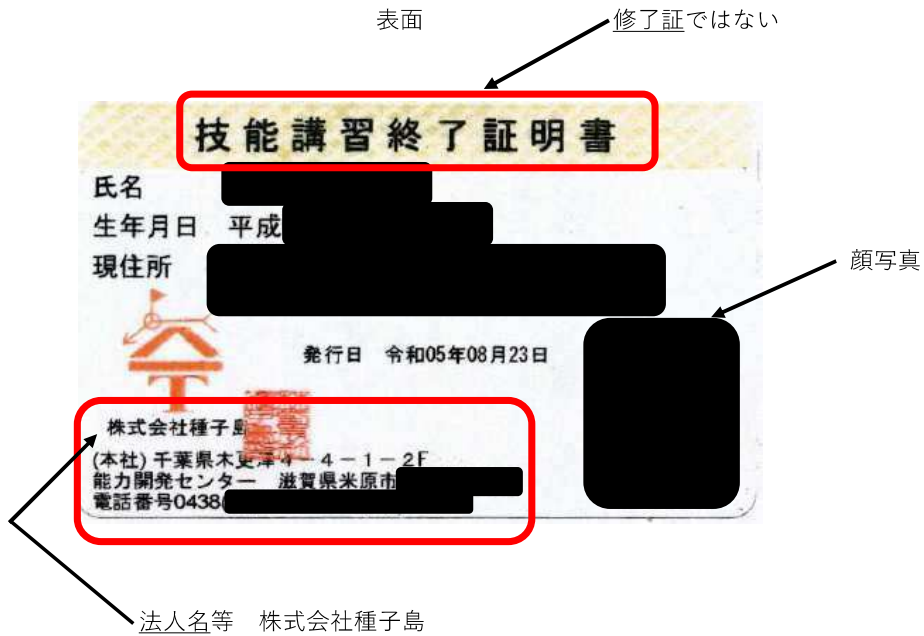 表面
修了証ではない
技能講習終了証明書
氏名
生年月日 平成
現住所
顔写真
発行日 令和05年08月23日
株式会社種子島
(本社)千葉県木更津4-4-1-2F
能力開発センター 滋賀県米原市
電話番号0438
法人名等 株式会社種子島